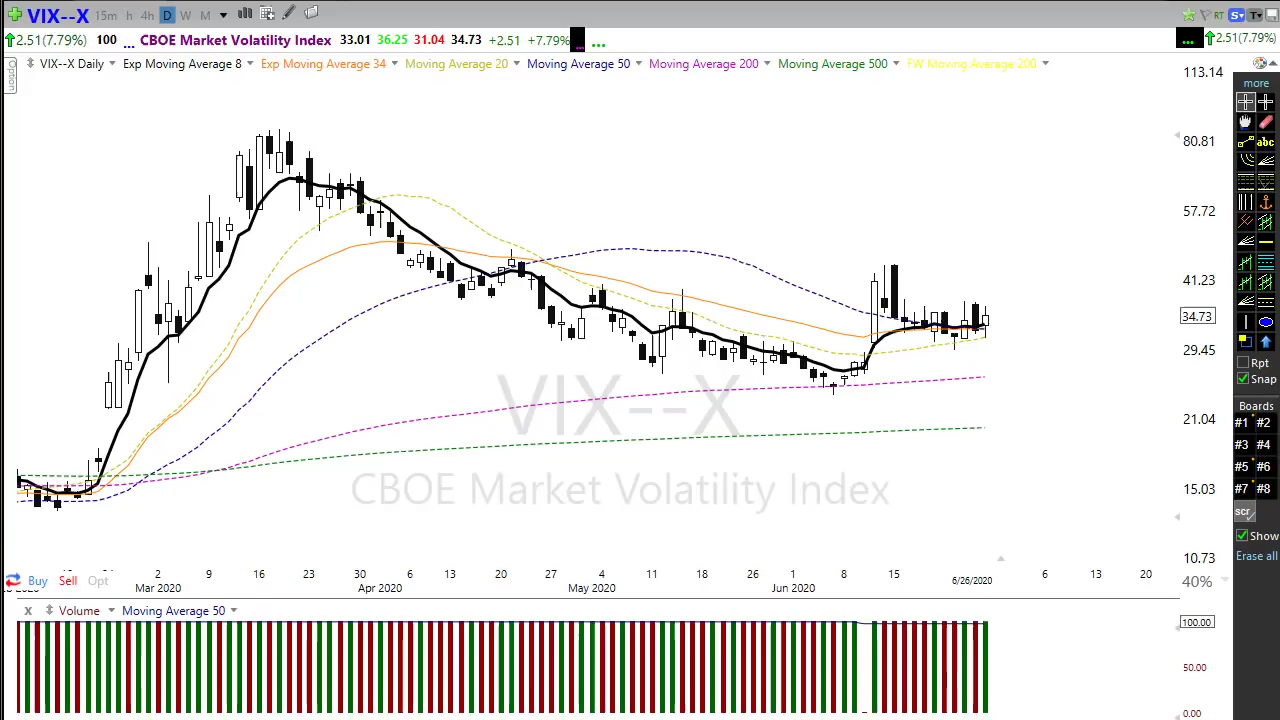 VIX--X 15m h 4h D W M
RT S T
2.51(7.79%) 100 ... CBOE Market Volatility Index 33.01 36.25 31.04 34.73 +2.51 +7.79% ... ... ... 2.51(7.79%)
Option
VIX--X Daily Exp Moving Average 8 Exp Moving Average 34 Moving Average 20 Moving Average 50 Moving Average 200 Moving Average 500 FW Moving Average 200
113.14
80.81
57.72
41.23
34.73
29.45
21.04
15.03
10.73
VIX--X
CBOE Market Volatility Index
more
abc
Rpt
Snap
Boards
#1 #2
#3 #4
#5 #6
#7 #8
scr
Show
Erase all
9 16 23 30 6 13 20 27 4 11 18 26 1 8 15 6 13 20
Mar 2020 Apr 2020 May 2020 Jun 2020 6/26/2020
Buy Sell Opt 40%
X Volume Moving Average 50
100.00
50.00
0.00